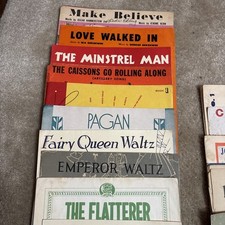 Make Believe
LOVE WALKED IN
THE MINSTREL MAN
THE CAISSONS GO ROLLING ALONG
PAGAN
Fairy Queen Waltz
EMPEROR WALTZ
THE FLATTERER